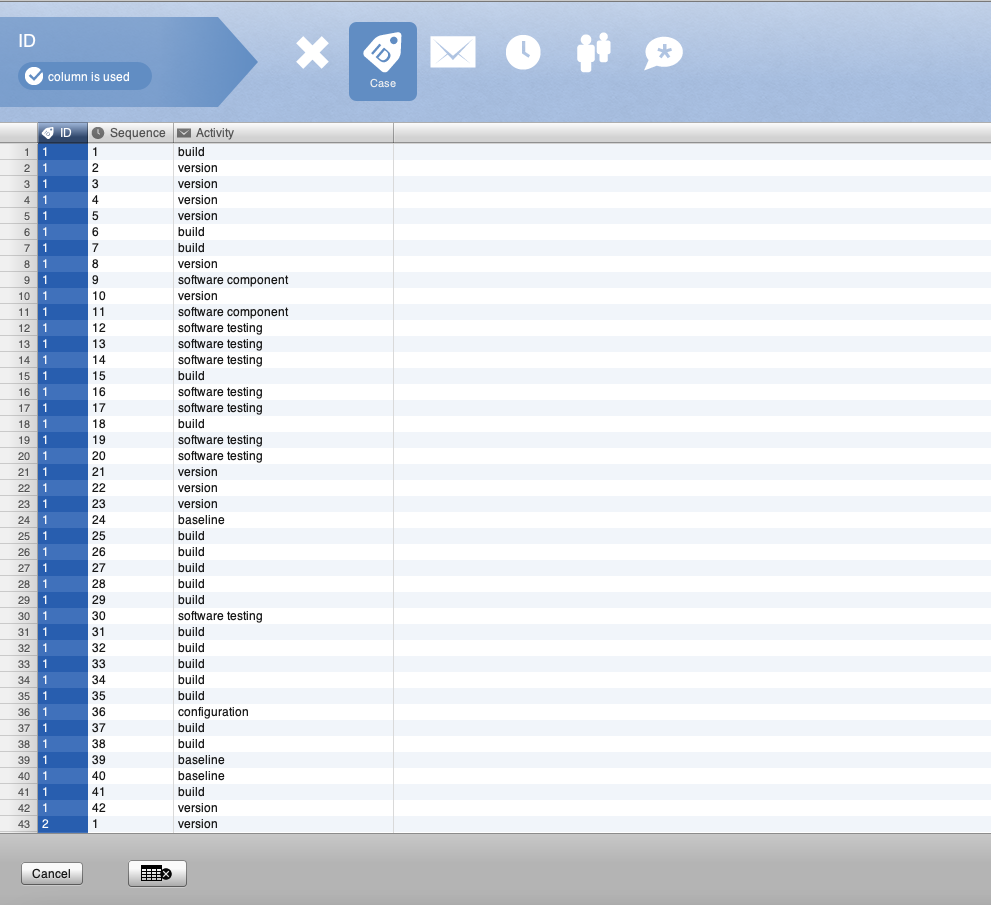 ID
column is used
ID
Case
ID Sequence Activity
1 1 1 build
2 1 2 version
3 1 3 version
4 1 4 version
5 1 5 version
6 1 6 build
7 1 7 build
8 1 8 version
9 1 9 software component
10 1 10 version
11 1 11 software component
12 1 12 software testing
13 1 13 software testing
14 1 14 software testing
15 1 15 build
16 1 16 software testing
17 1 17 software testing
18 1 18 build
19 1 19 software testing
20 1 20 software testing
21 1 21 version
22 1 22 version
23 1 23 version
24 1 24 baseline
25 1 25 build
26 1 26 build
27 1 27 build
28 1 28 build
29 1 29 build
30 1 30 software testing
31 1 31 build
32 1 32 build
33 1 33 build
34 1 34 build
35 1 35 build
36 1 36 configuration
37 1 37 build
38 1 38 build
39 1 39 baseline
40 1 40 baseline
41 1 41 build
42 1 42 version
43 2 1 version
Cancel